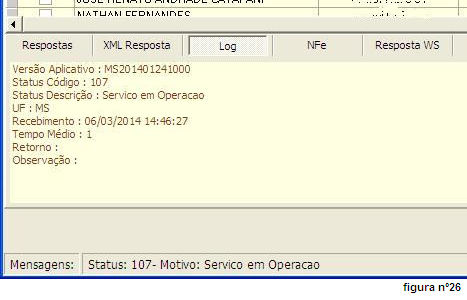 NATHAN FERNANDES
Respostas XML Resposta Log NFe Resposta WS
Versão Aplicativo : MS201401241000
Status Código : 107
Status Descrição : Servico em Operacao
UF : MS
Recebimento : 06/03/2014 14:46:27
Tempo Médio : 1
Retorno :
Observação :
Mensagens: Status: 107- Motivo: Servico em Operacao
figura nº26